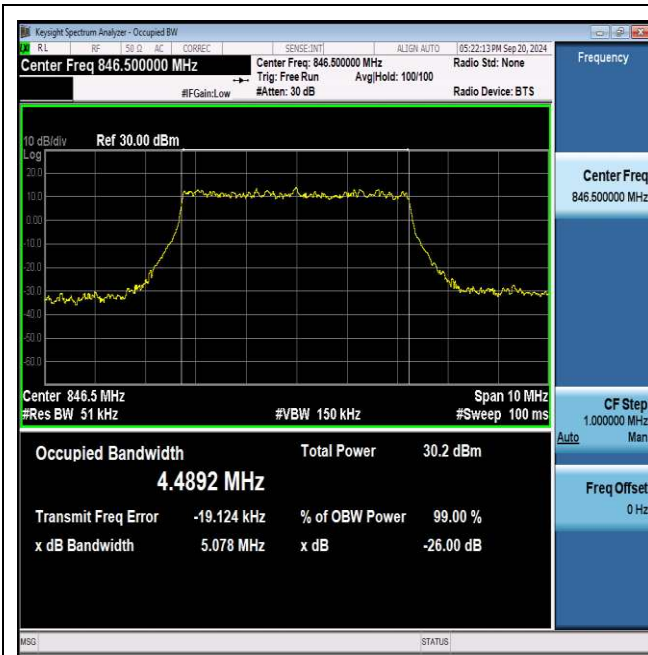 Keysight Spectrum Analyzer - Occupied BW
RL RF 50 Ω AC CORREC SENSE:INT ALIGN AUTO 05:22:13 PM Sep 20, 2024
Center Freq 846.500000 MHz
Center Freq: 846.500000 MHz Radio Std: None
Trig: Free Run Avg|Hold: 100/100
#IFGain:Low #Atten: 30 dB Radio Device: BTS
10 dB/div Ref 30.00 dBm
Log
20.0
10.0
0.00
-10.0
-20.0
-30.0
-40.0
-50.0
-60.0
Center 846.5 MHz Span 10 MHz
#Res BW 51 kHz #VBW 150 kHz #Sweep 100 ms
Occupied Bandwidth Total Power 30.2 dBm
4.4892 MHz
Transmit Freq Error -19.124 kHz % of OBW Power 99.00 %
x dB Bandwidth 5.078 MHz x dB -26.00 dB
MSG STATUS
Frequency
Center Freq
846.500000 MHz
CF Step
1.000000 MHz
Auto Man
Freq Offset
0 Hz